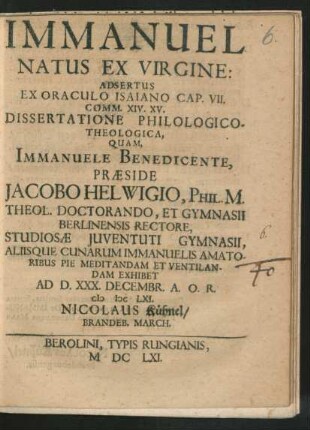 IMMANUEL
NATUS EX VIRGINE:
ADSERTUS
EX ORACULO ISAIANO CAP. VII.
COMM. XIV. XV.
DISSERTATIONE PHILOLOGICO-
THEOLOGICA,
QUAM,
IMMANUELE BENEDICENTE,
PRÆSIDE
JACOBO HELWIGIO, PHIL. M.
THEOL. DOCTORANDO, ET GYMNASII
BERLINENSIS RECTORE,
STUDIOSÆ JUVENTUTI GYMNASII,
ALIISQUE CUNARUM IMMANUELIS AMATO-
RIBUS PIE MEDITANDAM ET VENTILAN-
DAM EXHIBET
AD D. XXX. DECEMBR. A. O. R.
cIↄ Iↄc LXI.
NICOLAUS Kühnel/
BRANDEB. MARCH.
BEROLINI, TYPIS RUNGIANIS,
M DC LXI.
6.
6.